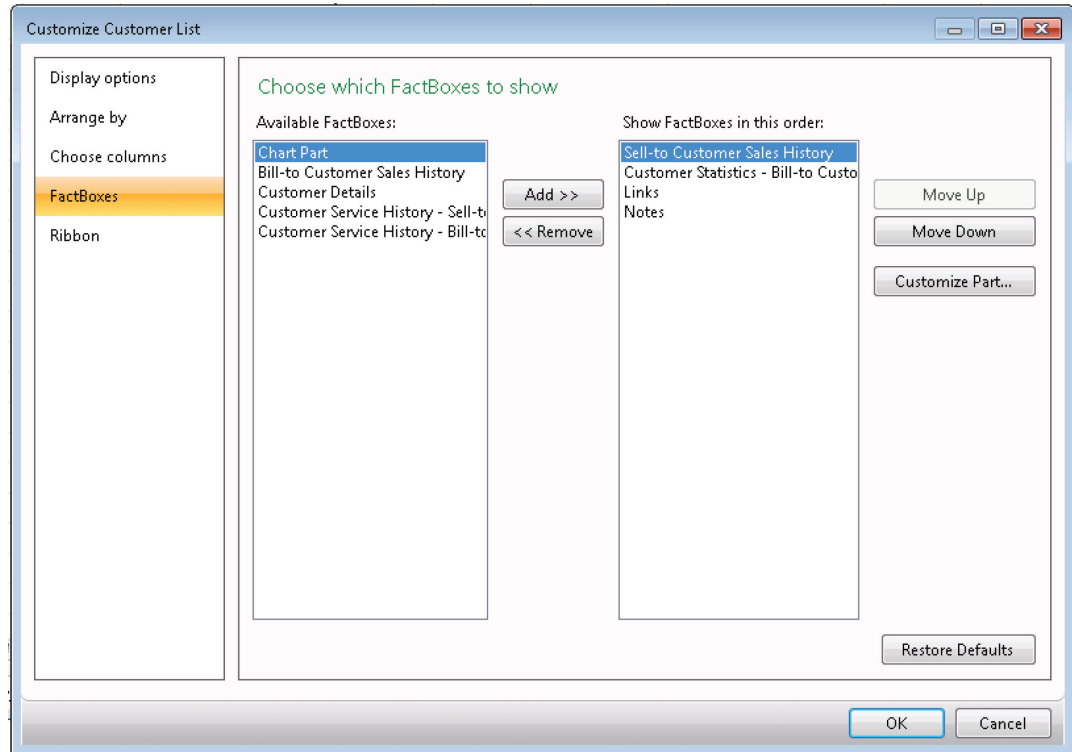 Customize Customer List
Display options
Arrange by
Choose columns
FactBoxes
Ribbon
Choose which FactBoxes to show
Available FactBoxes:
Chart Part
Bill-to Customer Sales History
Customer Details
Customer Service History - Sell-t
Customer Service History - Bill-to
Add >>
<< Remove
Show FactBoxes in this order:
Sell-to Customer Sales History
Customer Statistics - Bill-to Custo
Links
Notes
Move Up
Move Down
Customize Part...
Restore Defaults
OK
Cancel